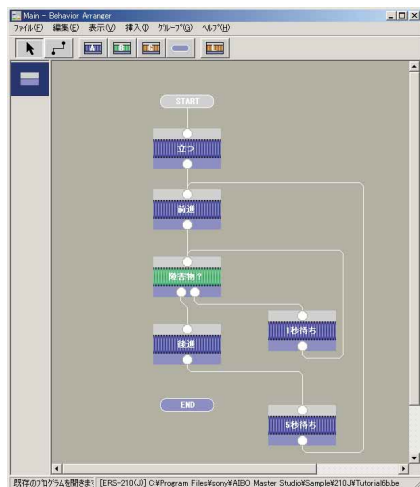 Main - Behavior Arranger
ファイル(F) 編集(E) 表示(V) 挿入(I) グループ(G) ヘルプ(H)
A B C L
START
立つ
前進
障害物?
1秒待ち
後進
END
5秒待ち
既存のプログラムを開きます [ERS-210(J)] C:¥Program Files¥sony¥AIBO Master Studio¥Sample¥210J¥Tutorial6b.be